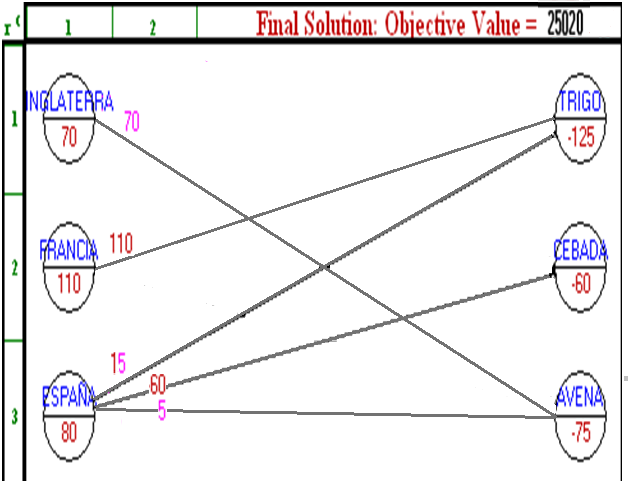 r c 1 2 Final Solution: Objective Value = 25020
1 INGLATERRA 70 70 TRIGO -125
2 FRANCIA 110 110 CEBADA -60
15
60
3 ESPAÑA 80 5 AVENA -75